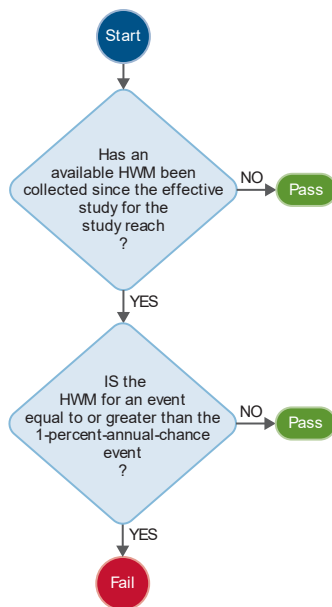 Start
Has an
available HWM been
collected since the effective
study for the
study reach
?
NO
Pass
YES
IS the
HWM for an event
equal to or greater than the
1-percent-annual-chance
event
?
NO
Pass
YES
Fail